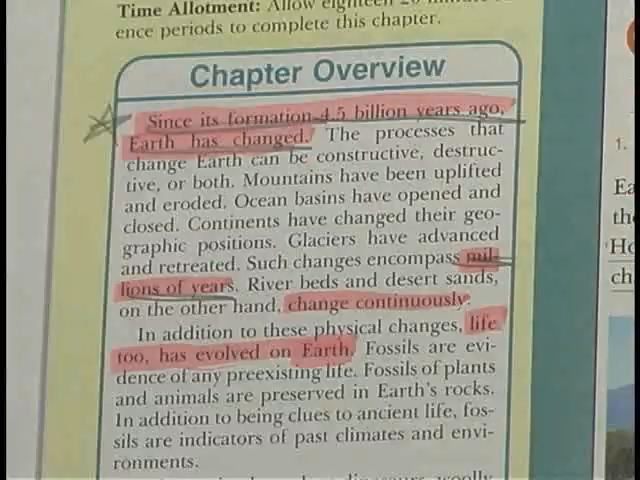 Time Allotment: Allow eighteen 20
ence periods to complete this chapter.
Chapter Overview
Since its formation 4.5 billion years ago,
Earth has changed. The processes that
change Earth can be constructive, destruc-
tive, or both. Mountains have been uplifted
and eroded. Ocean basins have opened and
closed. Continents have changed their geo-
graphic positions. Glaciers have advanced
and retreated. Such changes encompass mil-
lions of years. River beds and desert sands,
on the other hand, change continuously.
In addition to these physical changes, life
too, has evolved on Earth. Fossils are evi-
dence of any preexisting life. Fossils of plants
and animals are preserved in Earth's rocks.
In addition to being clues to ancient life, fos-
sils are indicators of past climates and envi-
ronments.
1.
Ea
th
Ho
ch